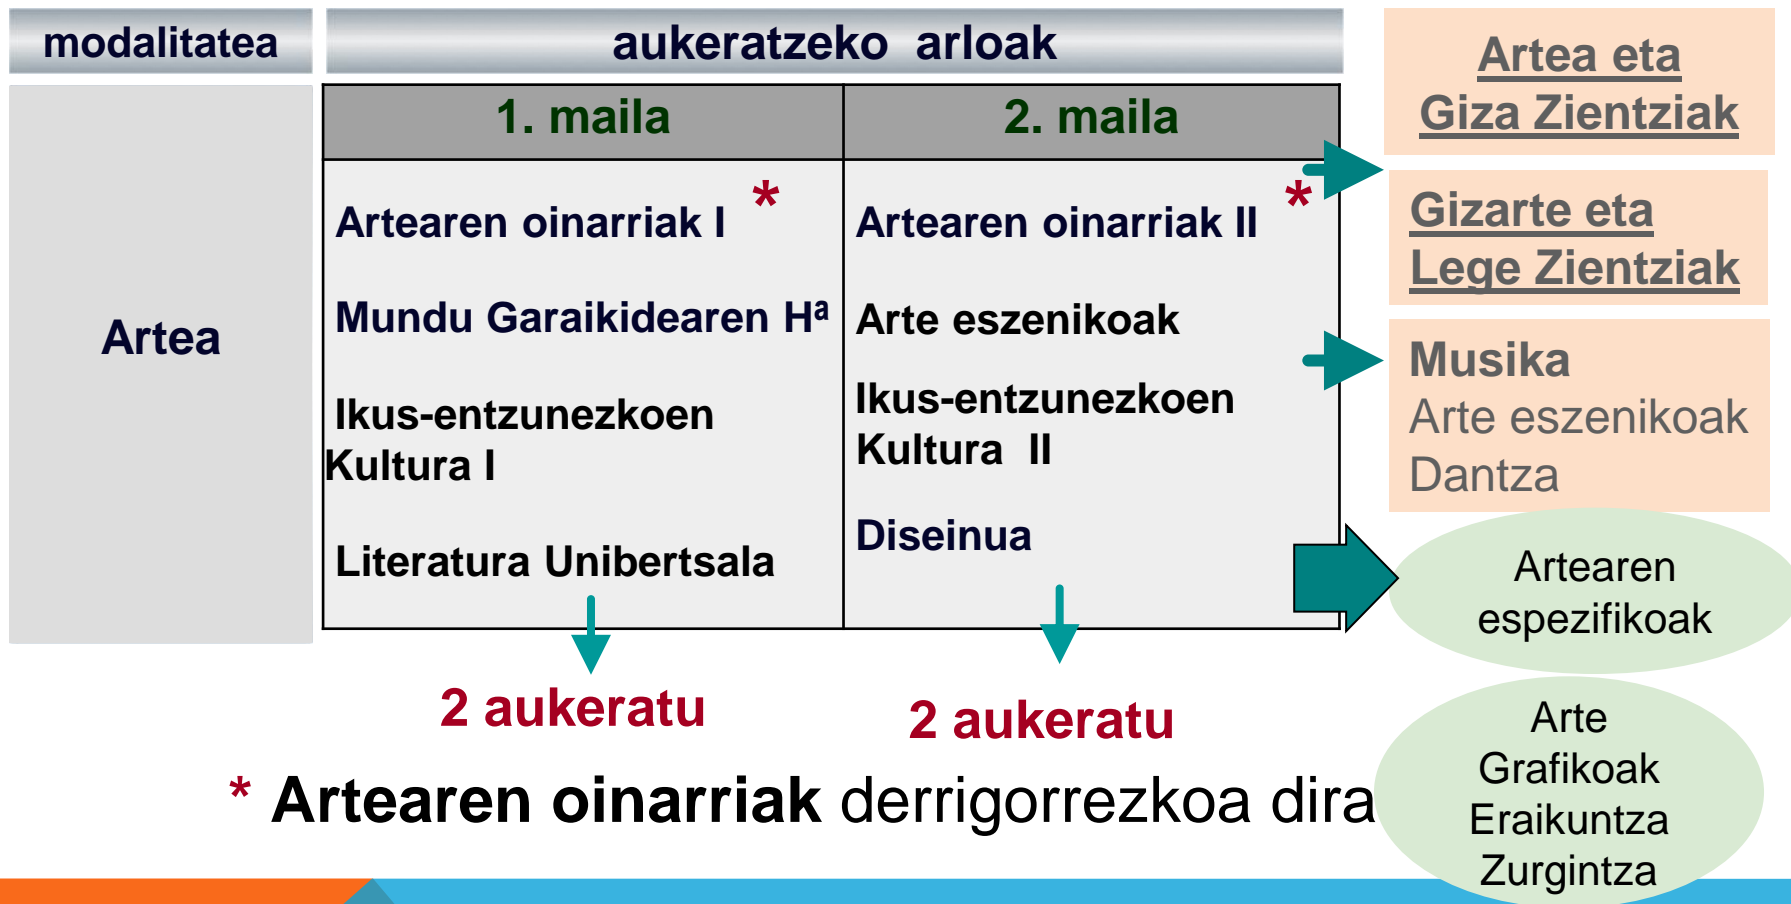 modalitatea
aukeratzeko arloak
Artea
1. maila
2. maila
Artearen oinarriak I *
Mundu Garaikidearen Hª
Ikus-entzunezkoen
Kultura I
Literatura Unibertsala
Artearen oinarriak II *
Arte eszenikoak
Ikus-entzunezkoen
Kultura II
Diseinua
2 aukeratu
2 aukeratu
* Artearen oinarriak derrigorrezkoa dira
Artea eta
Giza Zientziak
Gizarte eta
Lege Zientziak
Musika
Arte eszenikoak
Dantza
Artearen
espezifikoak
Arte
Grafikoak
Eraikuntza
Zurgintza